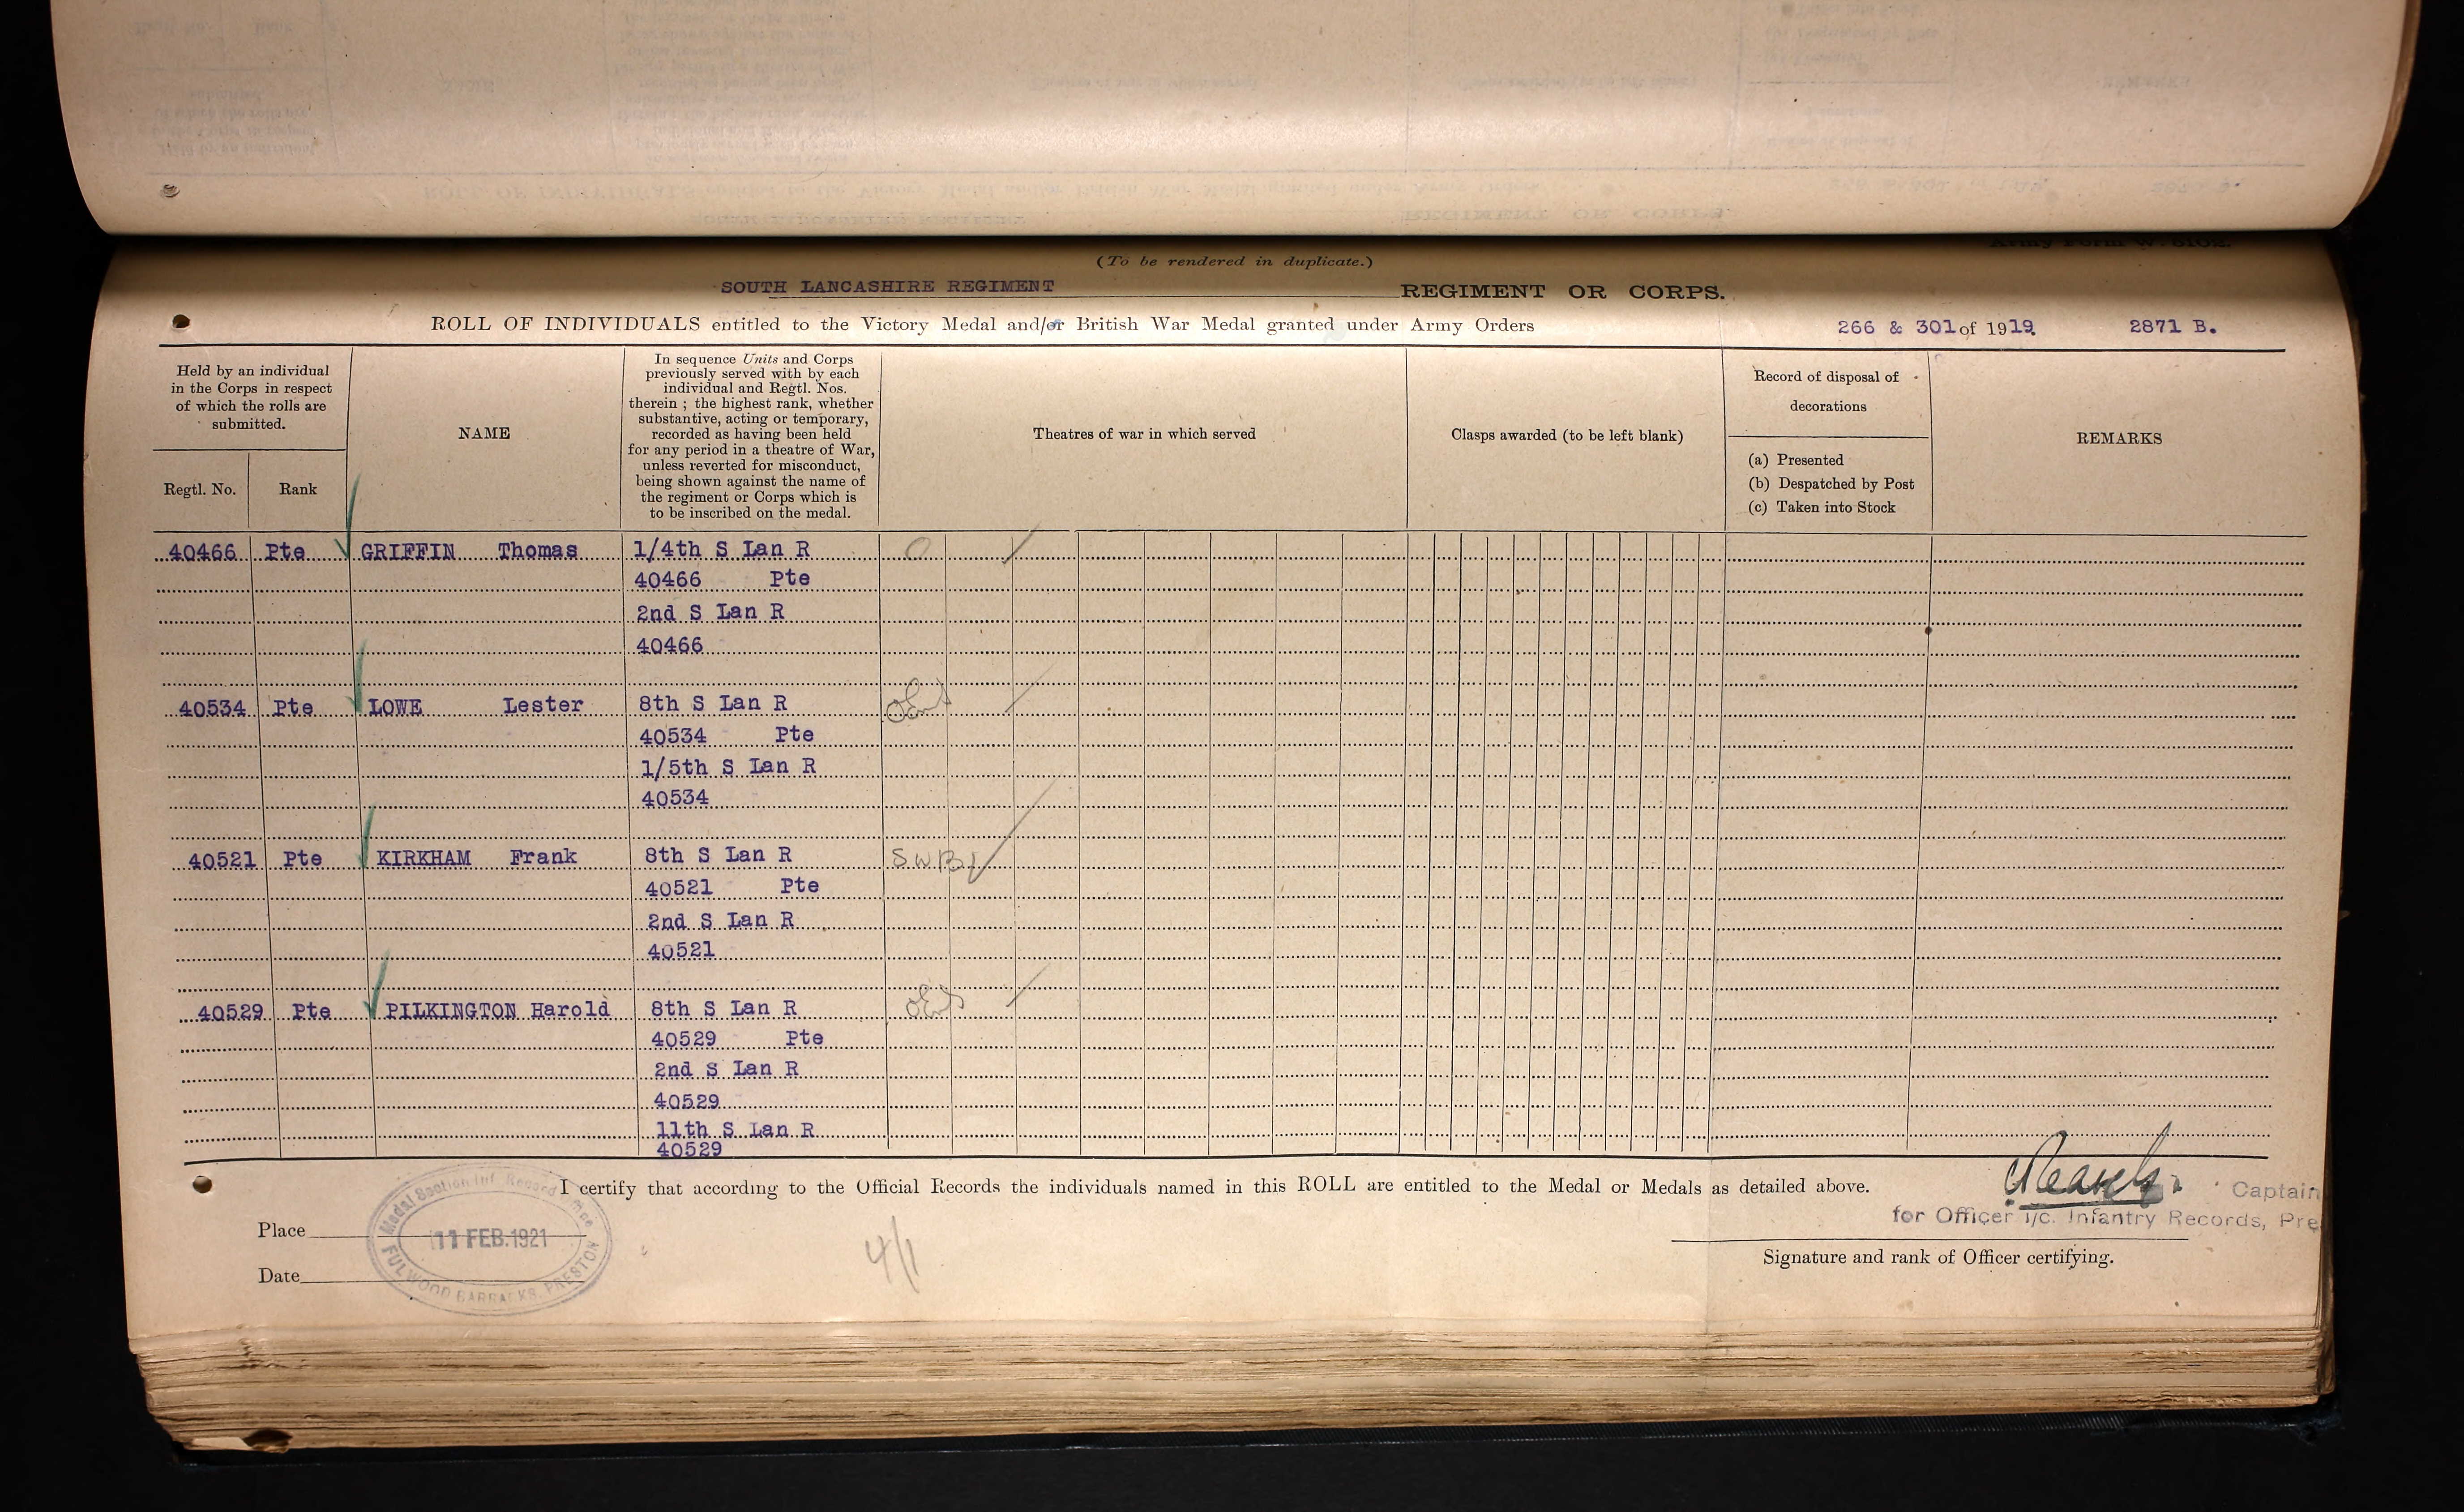 Army Form W. 5102.
(To be rendered in duplicate.)
SOUTH LANCASHIRE REGIMENT REGIMENT OR CORPS.
ROLL OF INDIVIDUALS entitled to the Victory Medal and/or British War Medal granted under Army Orders 266 & 301 of 1919. 2871 B.
Held by an individual
in the Corps in respect
of which the rolls are
submitted.
Regtl. No.
Rank
NAME
In sequence Units and Corps
previously served with by each
individual and Regtl. Nos.
therein ; the highest rank, whether
substantive, acting or temporary,
recorded as having been held
for any period in a theatre of War,
unless reverted for misconduct,
being shown against the name of
the regiment or Corps which is
to be inscribed on the medal.
Theatres of war in which served
Clasps awarded (to be left blank)
Record of disposal of
decorations
(a) Presented
(b) Despatched by Post
(c) Taken into Stock
REMARKS
40466 Pte GRIFFIN Thomas 1/4th S Lan R
40466 Pte
2nd S Lan R
40466
40534 Pte LOWE Lester 8th S Lan R
40534 Pte
1/5th S Lan R
40534
40521 Pte KIRKHAM Frank 8th S Lan R S W B
40521 Pte
2nd S Lan R
40521
40529 Pte PILKINGTON Harold 8th S Lan R
40529 Pte
2nd S Lan R
40529
11th S Lan R
40529
I certify that according to the Official Records the individuals named in this ROLL are entitled to the Medal or Medals as detailed above.
Captain
for Officer i/c. Infantry Records, Pre
Signature and rank of Officer certifying.
Place
Date
Medal Section Inf Record
11 FEB. 1921
FULWOOD BARRACKS, PRESTON
4/1